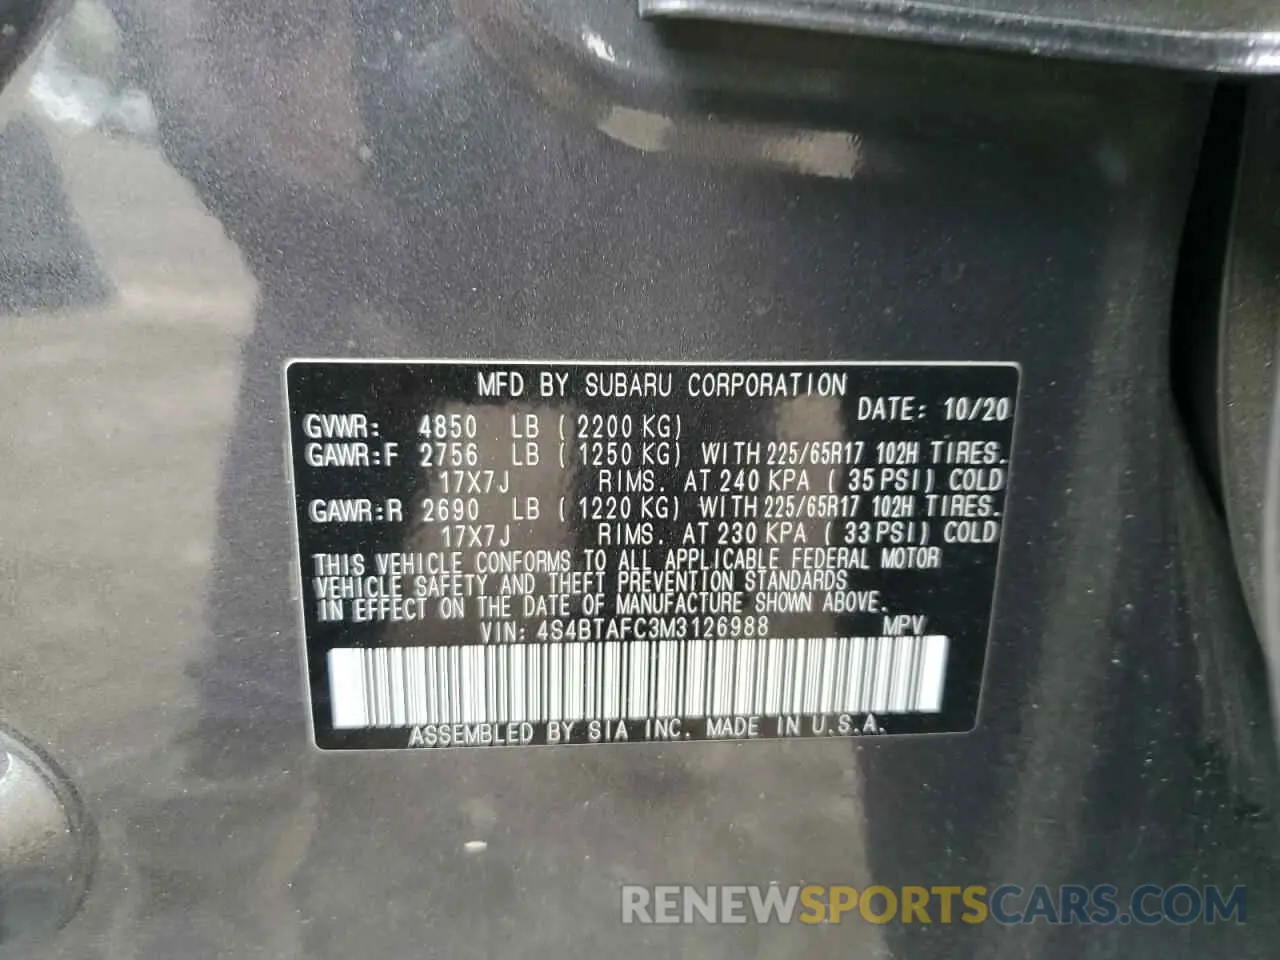 MFD BY SUBARU CORPORATION
DATE: 10/20
GVWR: 4850 LB ( 2200 KG)
GAWR:F 2756 LB ( 1250 KG) WITH 225/65R17 102H TIRES.
17X7J RIMS. AT 240 KPA ( 35 PSI) COLD
GAWR:R 2690 LB ( 1220 KG) WITH 225/65R17 102H TIRES.
17X7J RIMS. AT 230 KPA ( 33 PSI) COLD
THIS VEHICLE CONFORMS TO ALL APPLICABLE FEDERAL MOTOR
VEHICLE SAFETY AND THEFT PREVENTION STANDARDS
IN EFFECT ON THE DATE OF MANUFACTURE SHOWN ABOVE.
VIN: 4S4BTAFC3M3126988 MPV
ASSEMBLED BY SIA INC. MADE IN U.S.A.
RENEWSPORTSCARS.COM